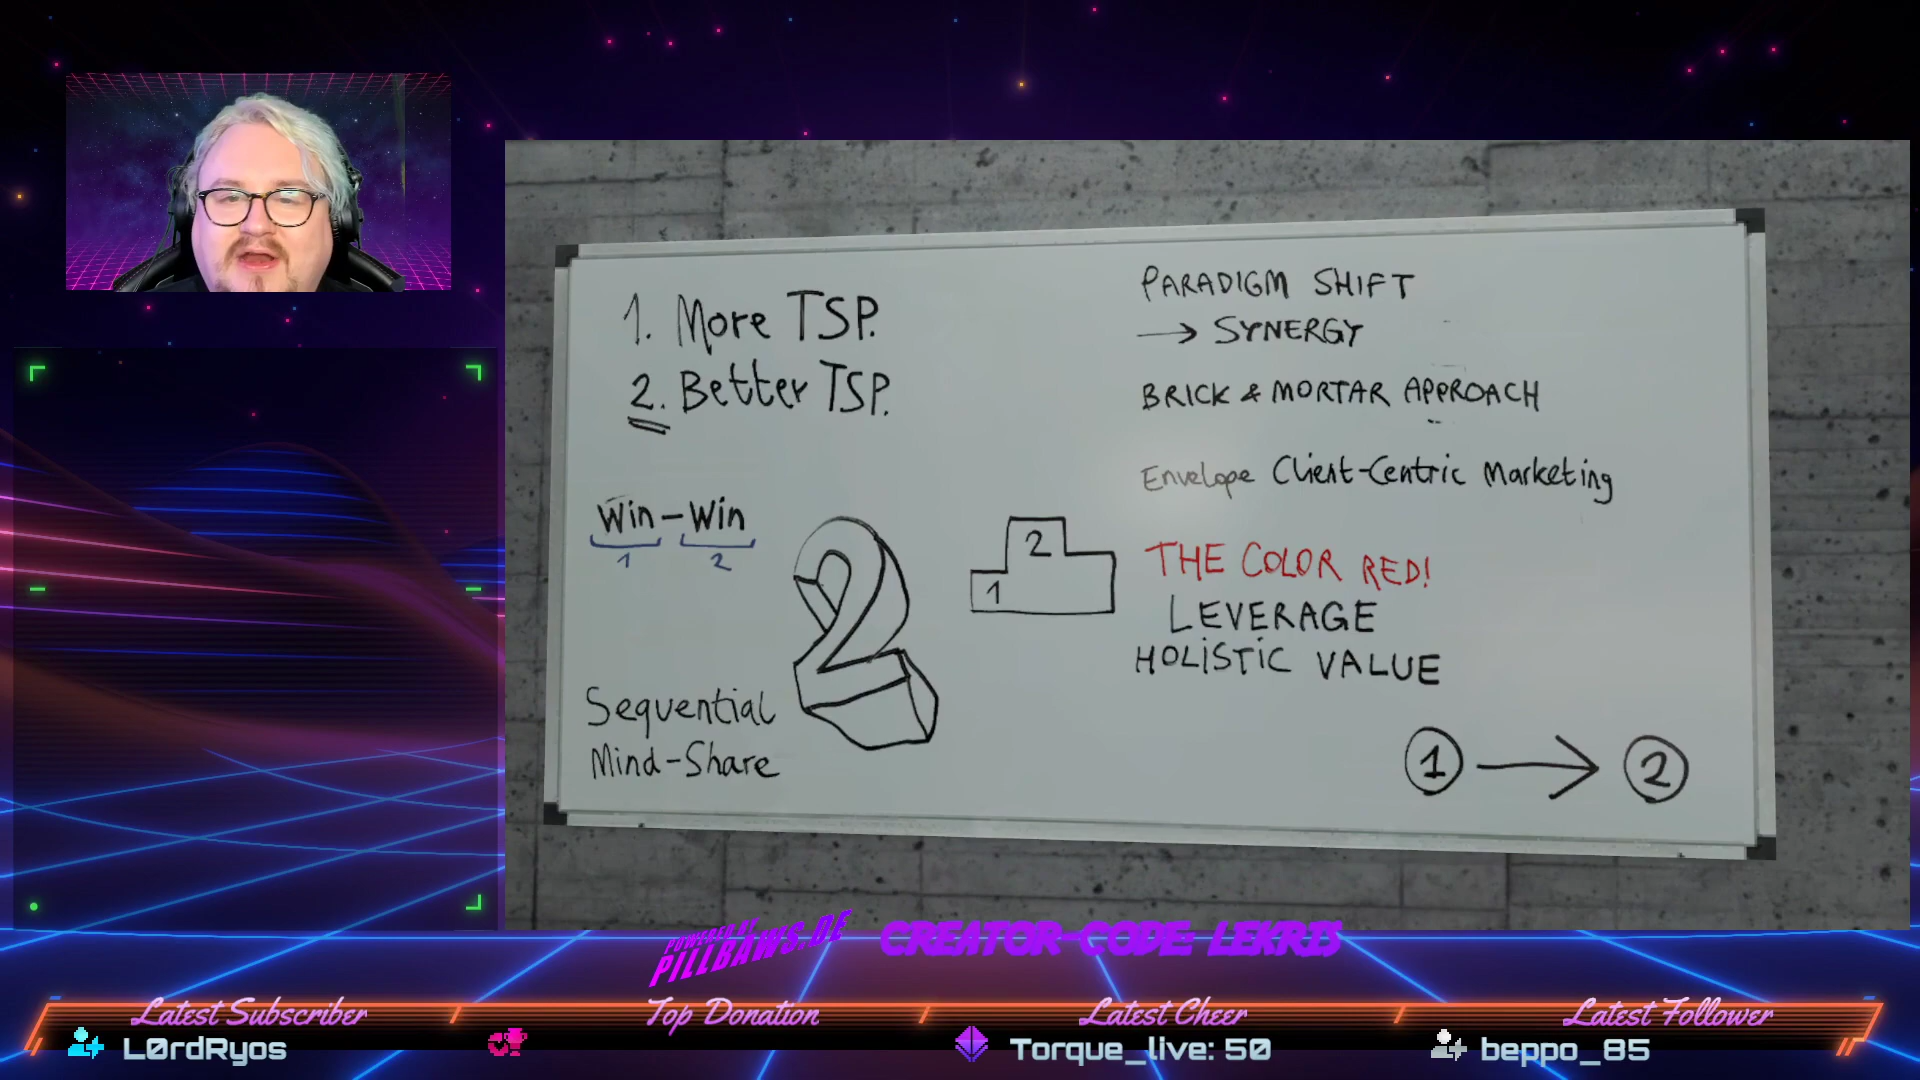 1. More TSP.
2. Better TSP.
Win-Win
1 2
2
Sequential
Mind-Share
2
1
PARADIGM SHIFT
→ SYNERGY
BRICK & MORTAR APPROACH
Envelope Client-Centric Marketing
THE COLOR RED!
LEVERAGE
HOLISTIC VALUE
1 → 2
POWERED BY
PILLBAWS.DE
CREATOR-CODE: LEKRIS
Latest Subscriber
L0rdRyos
Top Donation
Latest Cheer
Torque_live: 50
Latest Follower
beppo_85